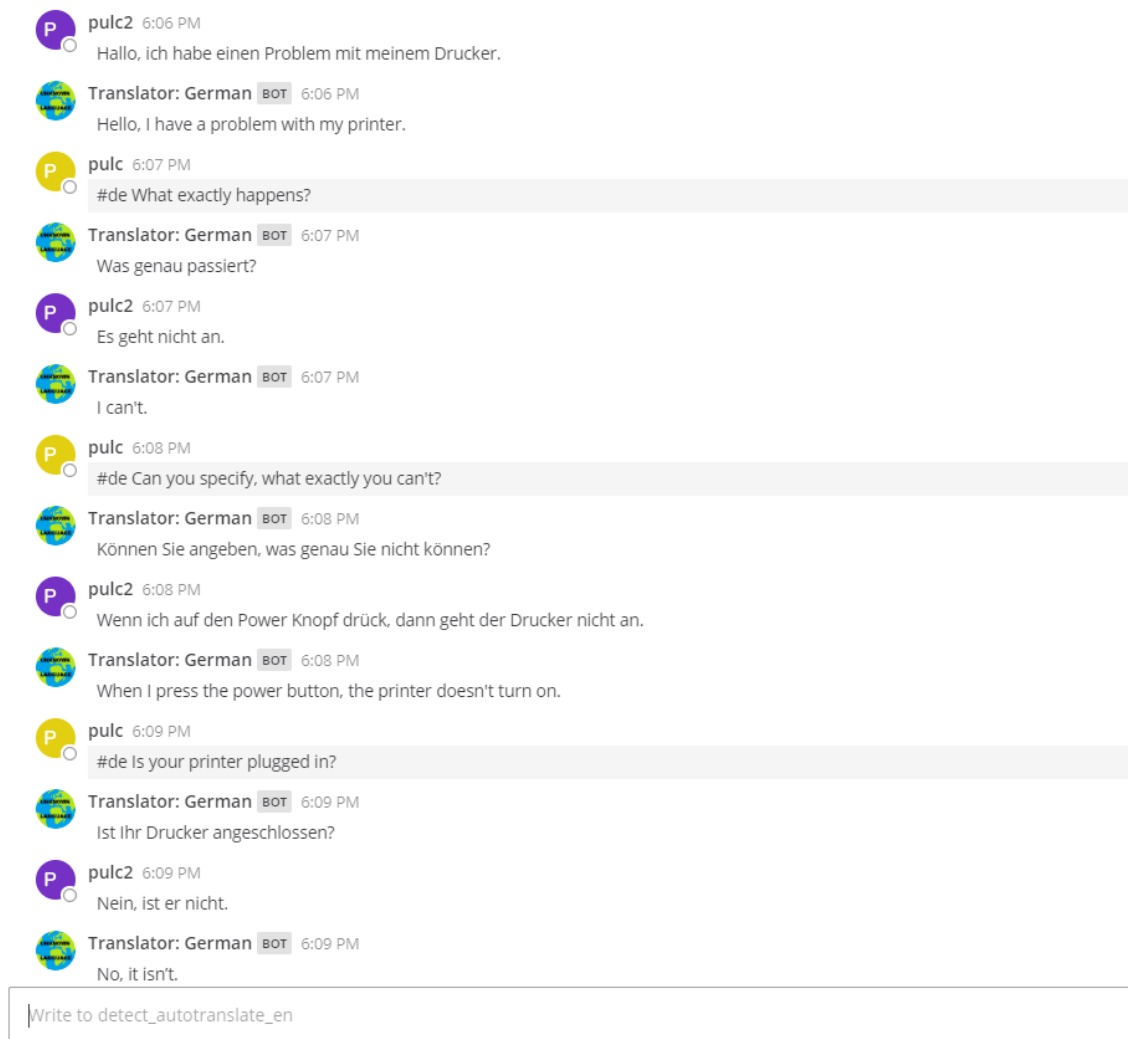 P
pulc2 6:06 PM
Hallo, ich habe einen Problem mit meinem Drucker.
Translator: German BOT 6:06 PM
Hello, I have a problem with my printer.
P
pulc 6:07 PM
#de What exactly happens?
Translator: German BOT 6:07 PM
Was genau passiert?
P
pulc2 6:07 PM
Es geht nicht an.
Translator: German BOT 6:07 PM
I can't.
P
pulc 6:08 PM
#de Can you specify, what exactly you can't?
Translator: German BOT 6:08 PM
Können Sie angeben, was genau Sie nicht können?
P
pulc2 6:08 PM
Wenn ich auf den Power Knopf drück, dann geht der Drucker nicht an.
Translator: German BOT 6:08 PM
When I press the power button, the printer doesn't turn on.
P
pulc 6:09 PM
#de Is your printer plugged in?
Translator: German BOT 6:09 PM
Ist Ihr Drucker angeschlossen?
P
pulc2 6:09 PM
Nein, ist er nicht.
Translator: German BOT 6:09 PM
No, it isn't.
Write to detect_autotranslate_en